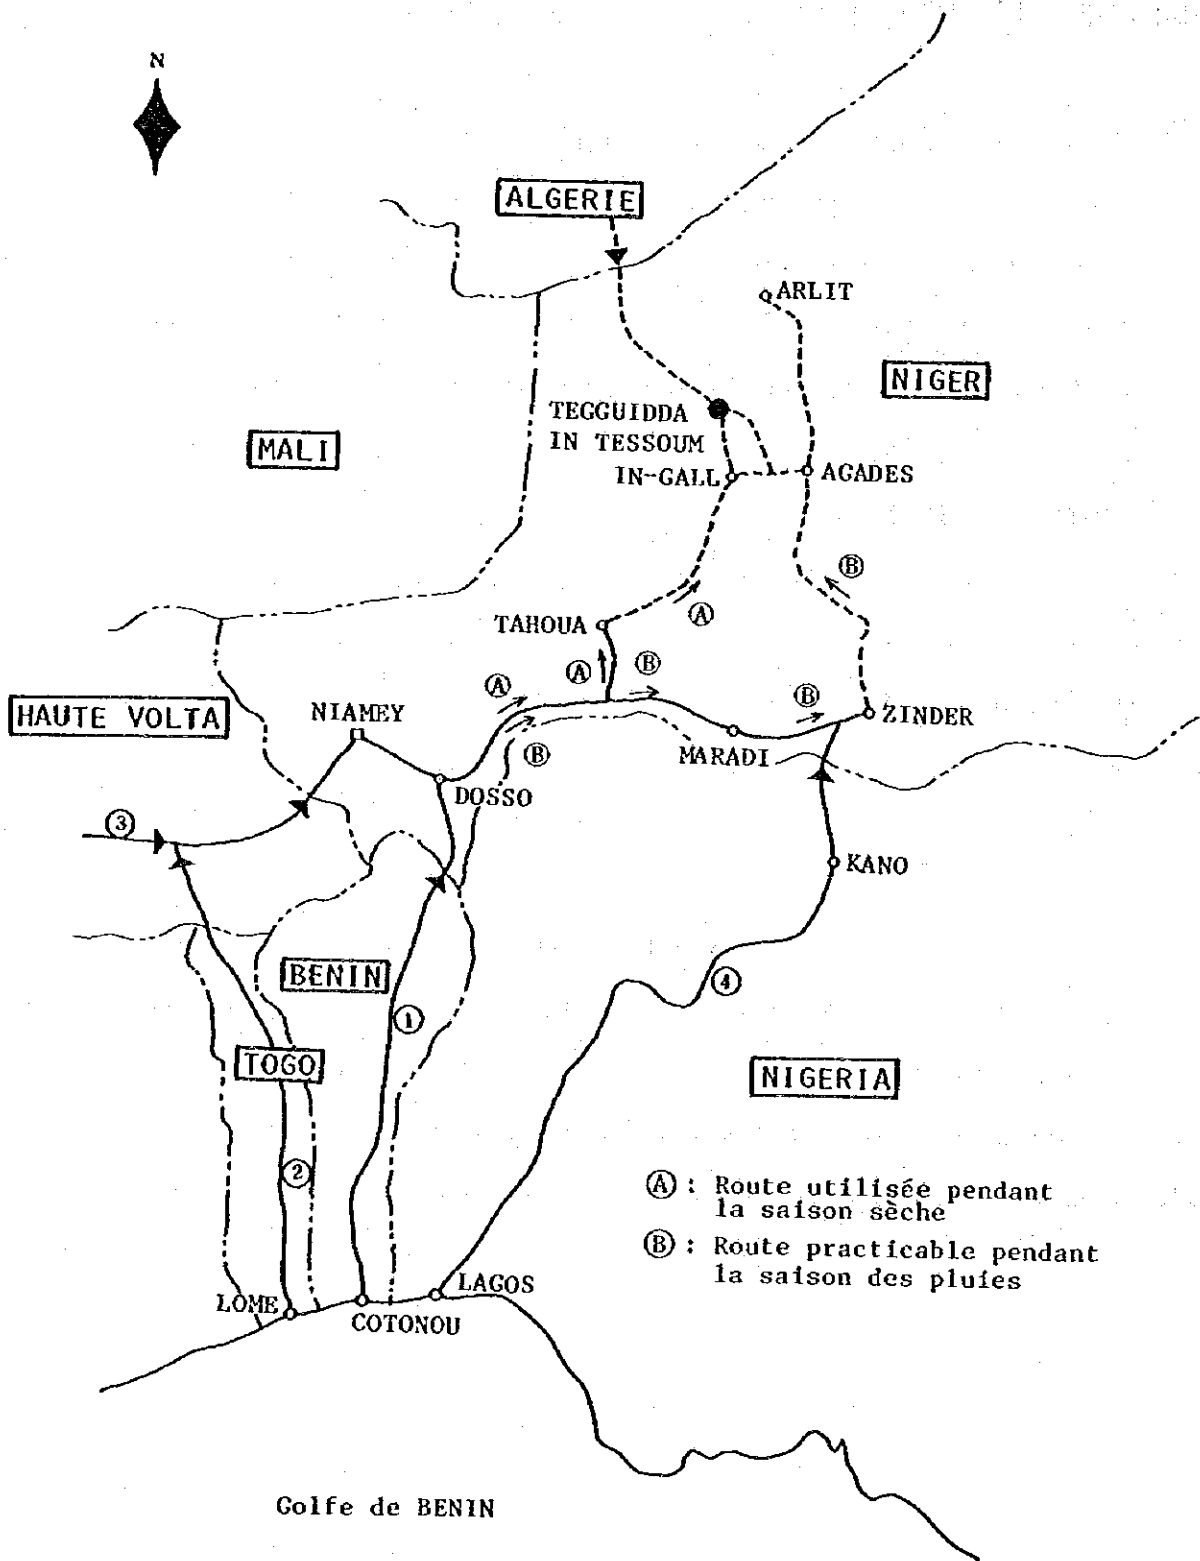 N
ALGERIE
ARLIT
NIGER
TEGGUIDDA
IN TESSOUM
MALI
IN-GALL
AGADES
B
A
TAHOUA
A
B
A
B
HAUTE VOLTA
NIAMEY
ZINDER
B
MARADI
DOSSO
3
KANO
BENIN
4
1
TOGO
NIGERIA
2
A : Route utilisée pendant
la saison sèche
B : Route practicable pendant
la saison des pluies
LAGOS
LOME
COTONOU
Golfe de BENIN